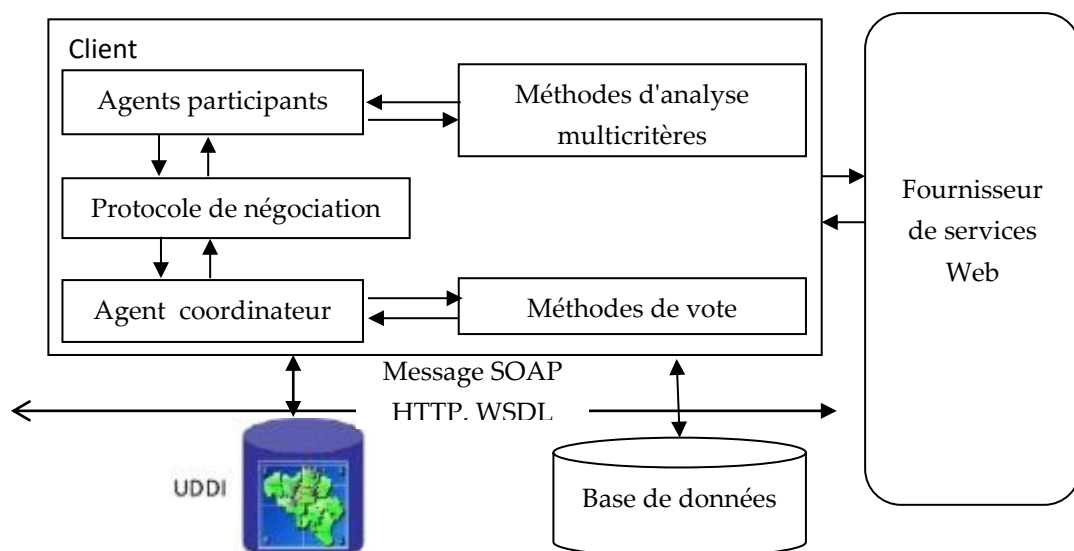 Client
Agents participants
Méthodes d'analyse
multicritères
Protocole de négociation
Fournisseur
de services
Web
Agent coordinateur
Méthodes de vote
Message SOAP
HTTP, WSDL
UDDI
Base de données